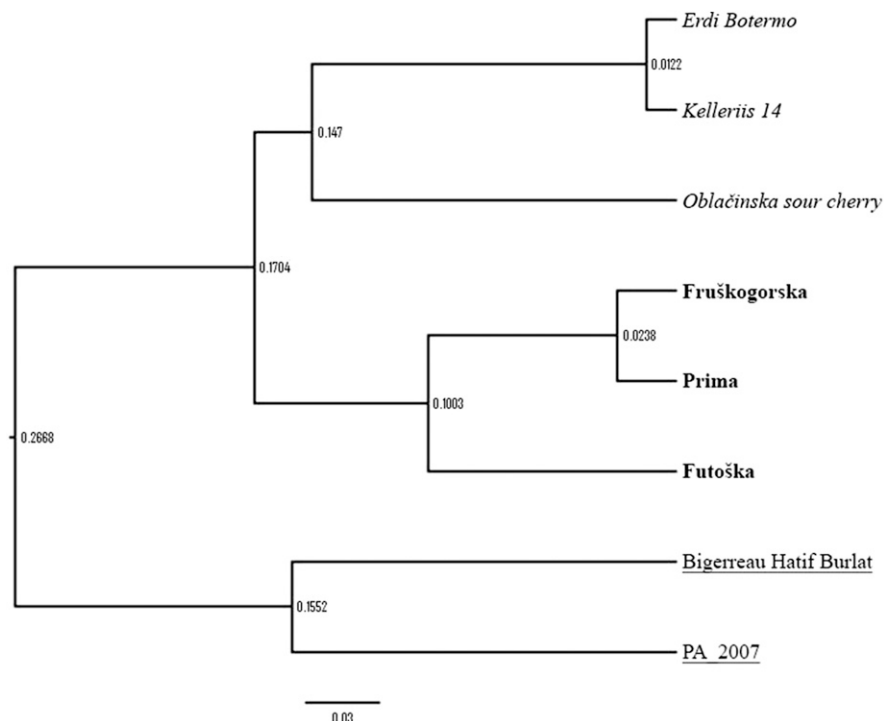 Erdi Botermo
0.0122
Kelleriis 14
0.147
Oblačinska sour cherry
0.1704
Fruškogorska
0.0238
Prima
0.1003
0.2668
Futoška
Bigerreau Hatif Burlat
0.1552
PA_2007
0.03